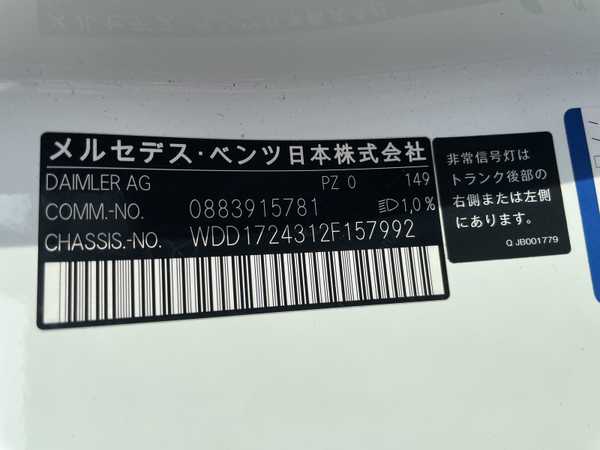 メルセデス・ベンツ日本株式会社
DAIMLER AG PZ 0 149
COMM.-NO. 0883915781 1,0%
CHASSIS.-NO. WDD1724312F157992
非常信号灯は
トランク後部の
右側または左側
にあります。
Q JB001779